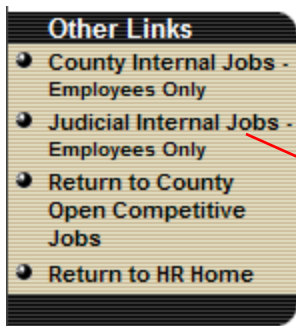 Other Links
County Internal Jobs -
Employees Only
Judicial Internal Jobs -
Employees Only
Return to County
Open Competitive
Jobs
Return to HR Home